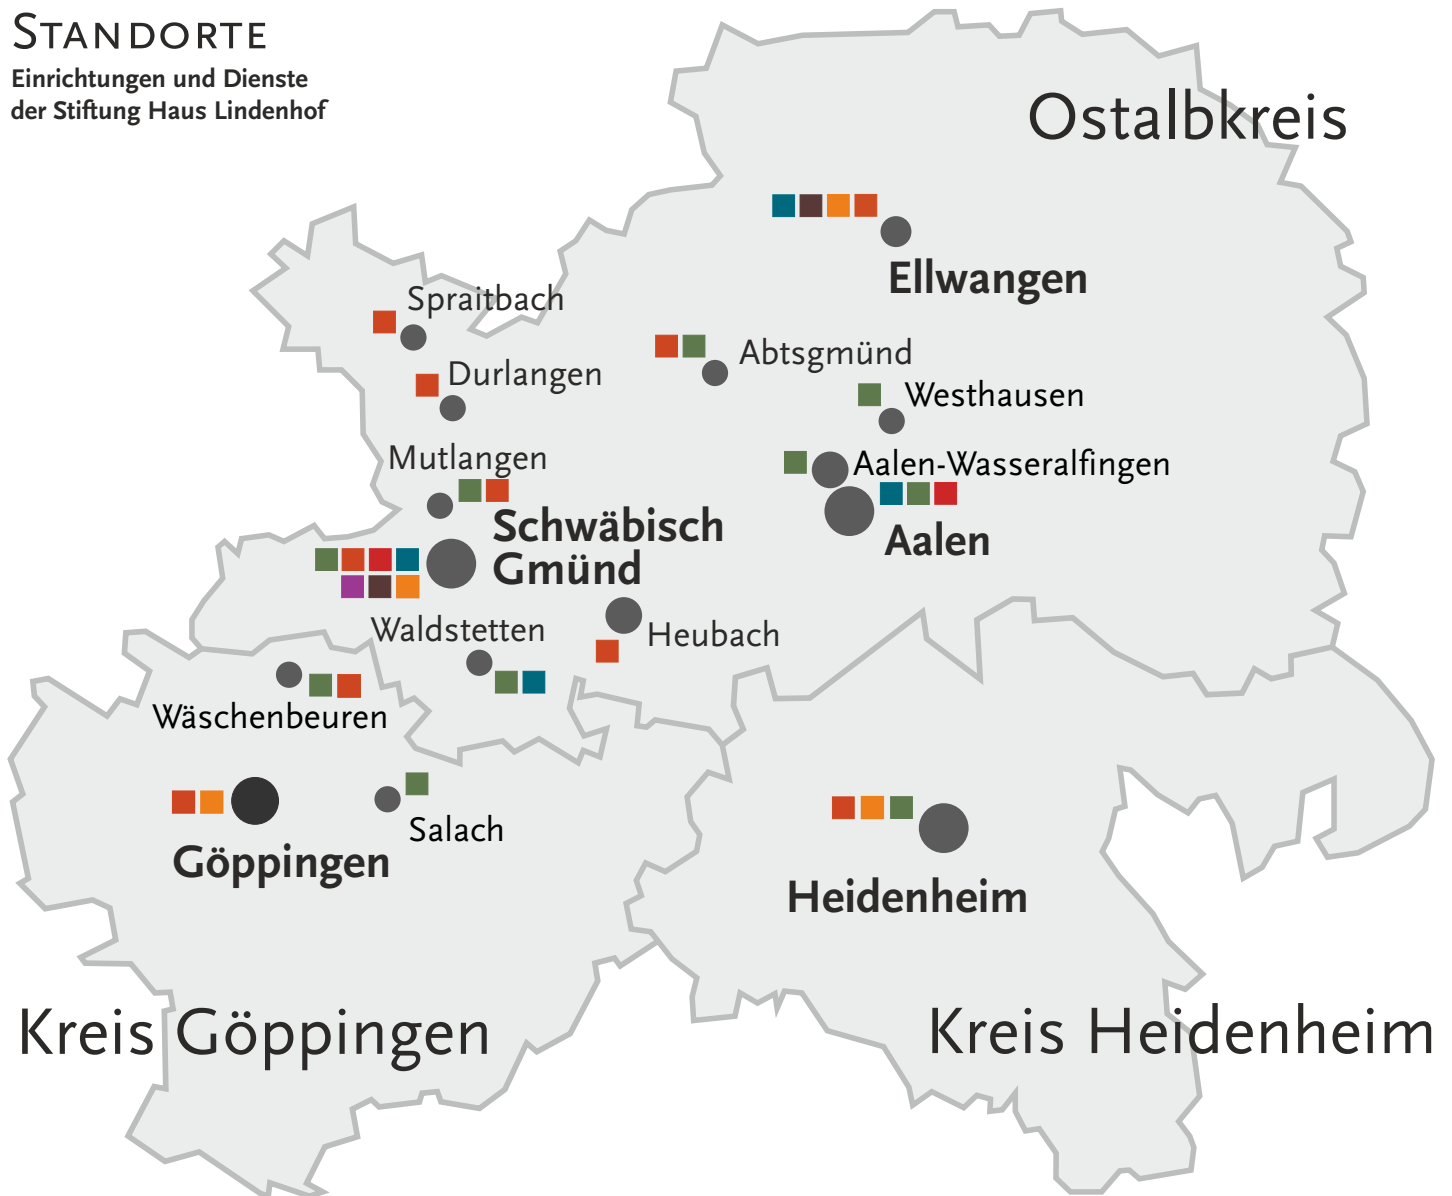 STANDORTE
Einrichtungen und Dienste
der Stiftung Haus Lindenhof
Ostalbkreis
Ellwangen
Spraitbach
Abtsgmünd
Durlangen
Westhausen
Mutlangen
Aalen-Wasseralfingen
Schwäbisch
Gmünd
Aalen
Waldstetten
Heubach
Wäschenbeuren
Salach
Göppingen
Heidenheim
Kreis Göppingen
Kreis Heidenheim